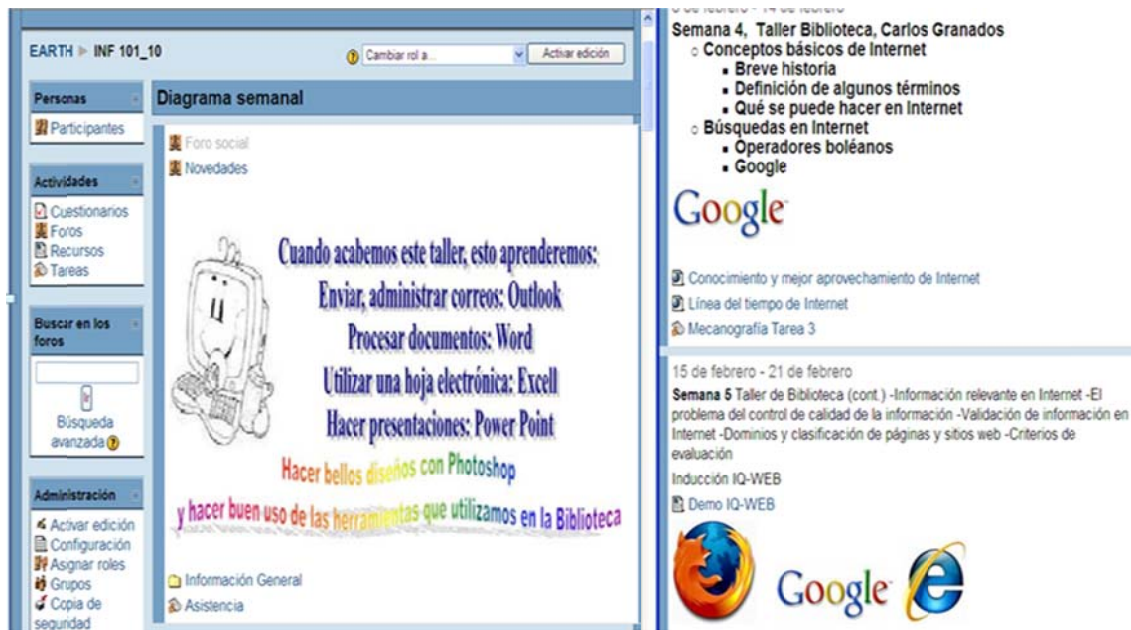 EARTH ► INF 101_10
Cambiar rol a...
Activar edición
Personas
Participantes
Actividades
Cuestionarios
Foros
Recursos
Tareas
Buscar en los
foros
Ir
Búsqueda
avanzada
Administración
Activar edición
Configuración
Asignar roles
Grupos
Copia de
seguridad
Diagrama semanal
Foro social
Novedades
Cuando acabemos este taller, esto aprenderemos:
Enviar, administrar correos: Outlook
Procesar documentos: Word
Utilizar una hoja electrónica: Excell
Hacer presentaciones: Power Point
Hacer bellos diseños con Photoshop
y hacer buen uso de las herramientas que utilizamos en la Biblioteca
Información General
Asistencia
8 de febrero - 14 de febrero
Semana 4, Taller Biblioteca, Carlos Granados
Conceptos básicos de Internet
Breve historia
Definición de algunos términos
Qué se puede hacer en Internet
Búsquedas en Internet
Operadores boléanos
Google
Google
Conocimiento y mejor aprovechamiento de Internet
Línea del tiempo de Internet
Mecanografía Tarea 3
15 de febrero - 21 de febrero
Semana 5 Taller de Biblioteca (cont.) -Información relevante en Internet -El
problema del control de calidad de la información -Validación de información en
Internet -Dominios y clasificación de páginas y sitios web -Criterios de
evaluación
Inducción IQ-WEB
Demo IQ-WEB
Google